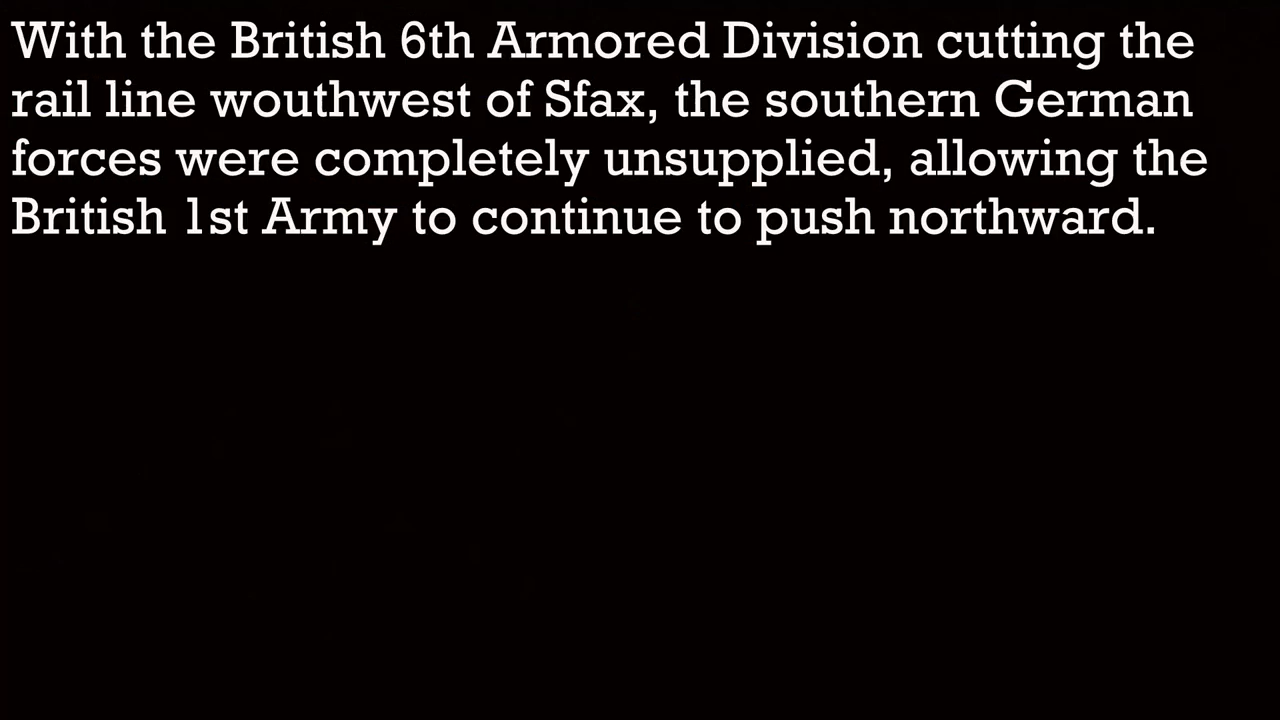 With the British 6th Armored Division cutting the
rail line wouthwest of Sfax, the southern German
forces were completely unsupplied, allowing the
British 1st Army to continue to push northward.